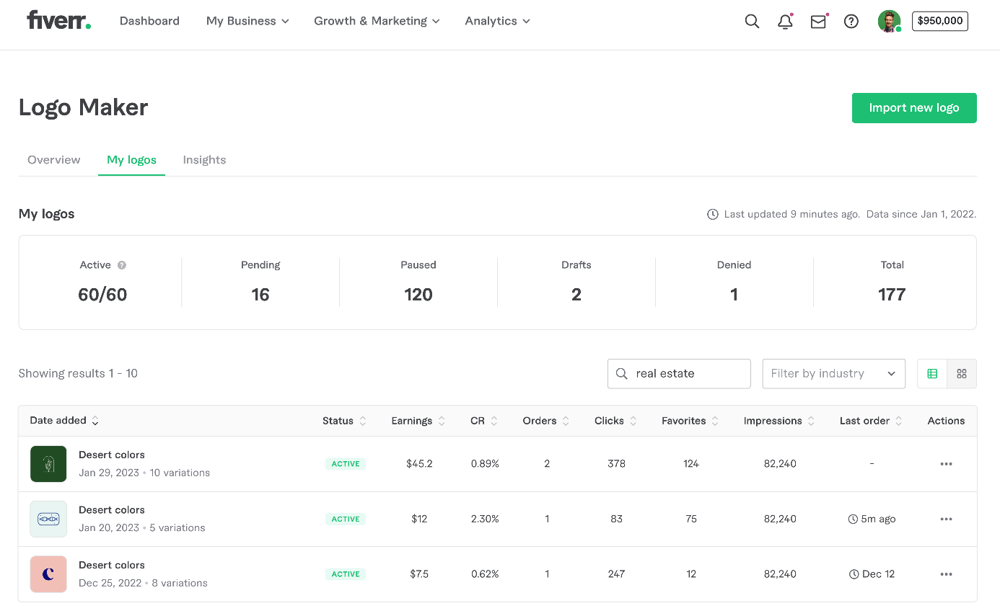 fiverr. Dashboard My Business Growth & Marketing Analytics $950,000
Logo Maker Import new logo
Overview My logos Insights
My logos Last updated 9 minutes ago. Data since Jan 1, 2022.
Active Pending Paused Drafts Denied Total
60/60 16 120 2 1 177
Showing results 1 - 10 real estate Filter by industry
Date added Status Earnings CR Orders Clicks Favorites Impressions Last order Actions
Desert colors
Jan 29, 2023 • 10 variations ACTIVE $45.2 0.89% 2 378 124 82,240 -
Desert colors
Jan 20, 2023 • 5 variations ACTIVE $12 2.30% 1 83 75 82,240 5m ago
Desert colors
Dec 25, 2022 • 8 variations ACTIVE $7.5 0.62% 1 247 12 82,240 Dec 12